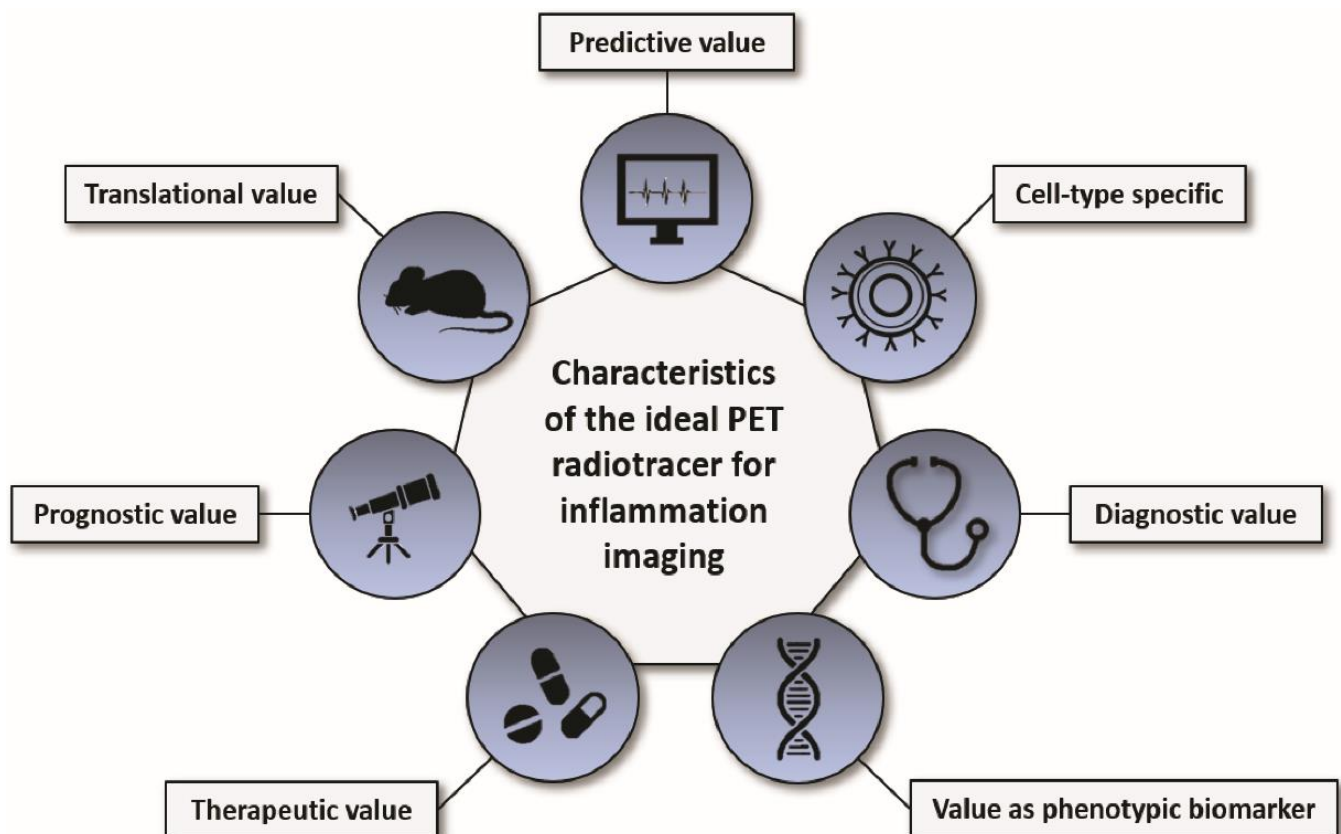 Predictive value
Translational value
Cell-type specific
Characteristics
of the ideal PET
radiotracer for
inflammation
imaging
Prognostic value
Diagnostic value
Therapeutic value
Value as phenotypic biomarker